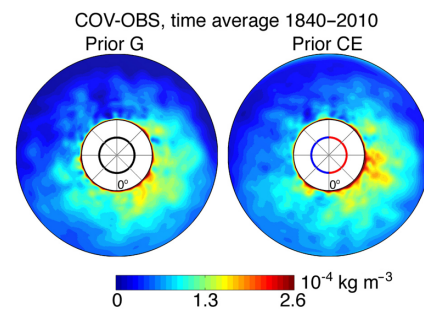 COV-OBS, time average 1840–2010
Prior G Prior CE
0° 0°
10⁻⁴ kg m⁻³
0 1.3 2.6